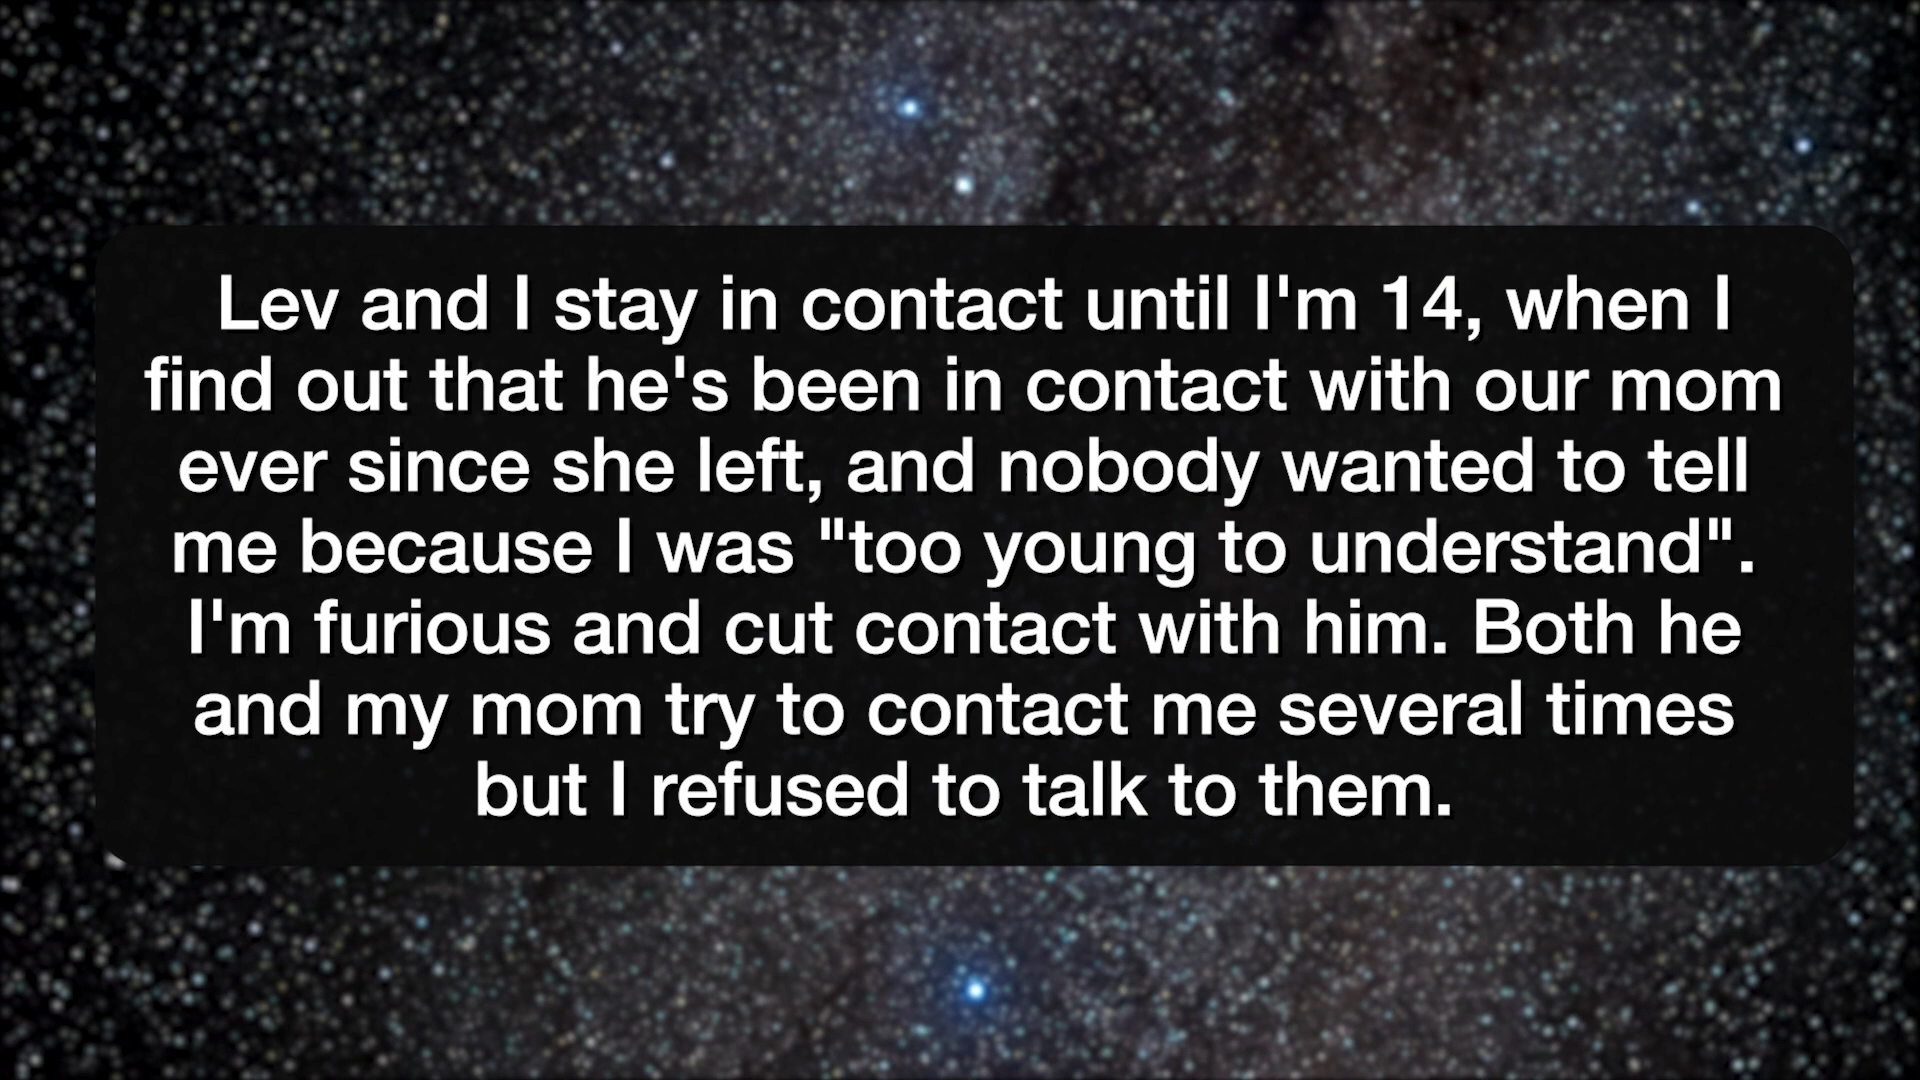 Lev and I stay in contact until I'm 14, when I
find out that he's been in contact with our mom
ever since she left, and nobody wanted to tell
me because I was "too young to understand".
I'm furious and cut contact with him. Both he
and my mom try to contact me several times
but I refused to talk to them.